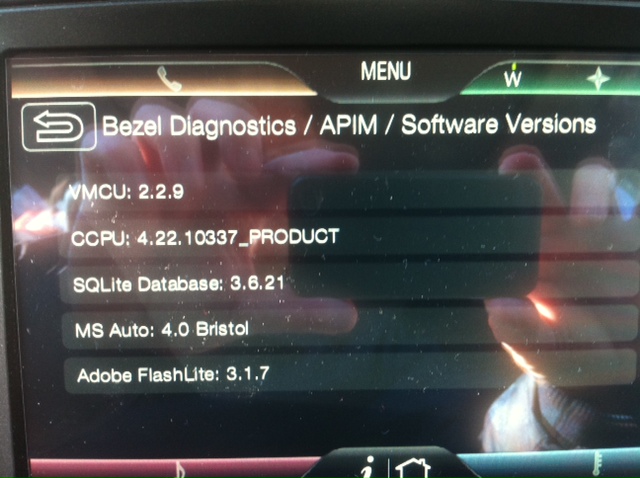 MENU
W
Bezel Diagnostics / APIM / Software Versions
VMCU: 2.2.9
CCPU: 4.22.10337_PRODUCT
SQLite Database: 3.6.21
MS Auto: 4.0 Bristol
Adobe FlashLite: 3.1.7
i